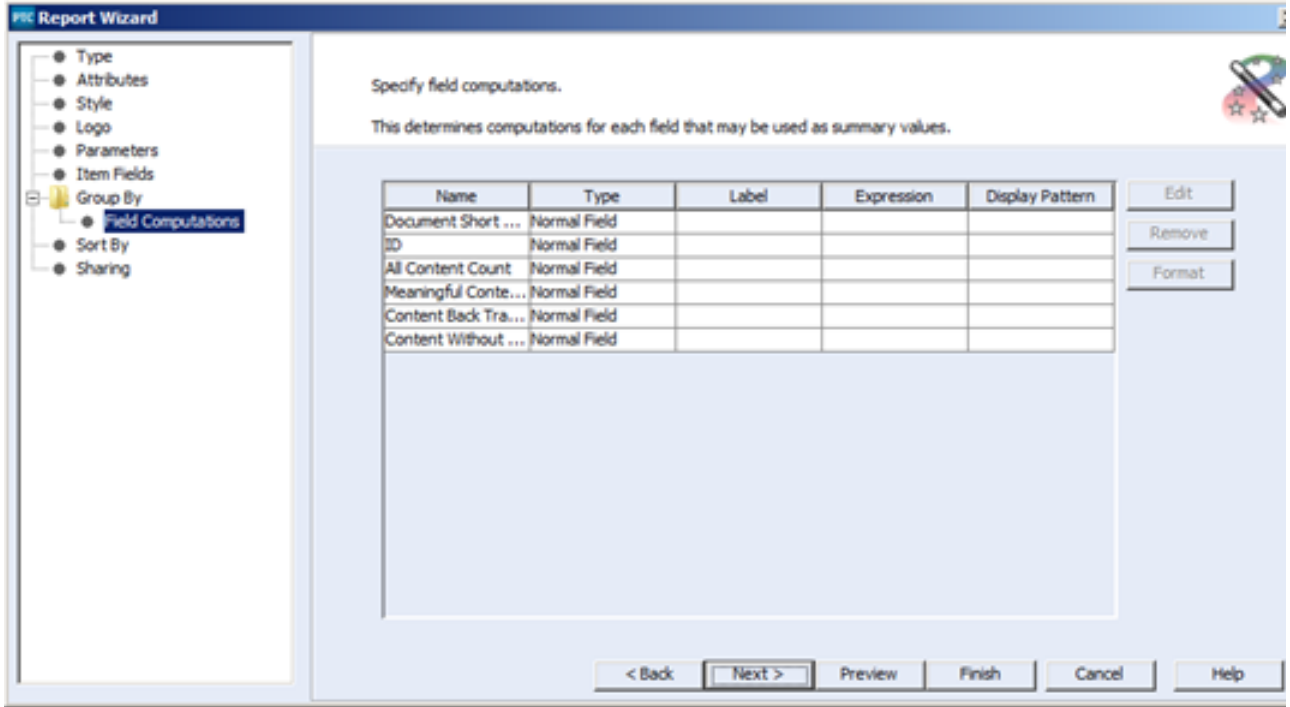 PTC Report Wizard
Type
Attributes
Style
Logo
Parameters
Item Fields
Group By
Field Computations
Sort By
Sharing
Specify field computations.
This determines computations for each field that may be used as summary values.
Name Type Label Expression Display Pattern
Document Short ... Normal Field
ID Normal Field
All Content Count Normal Field
Meaningful Conte... Normal Field
Content Back Tra... Normal Field
Content Without ... Normal Field
Edit
Remove
Format
< Back Next > Preview Finish Cancel Help